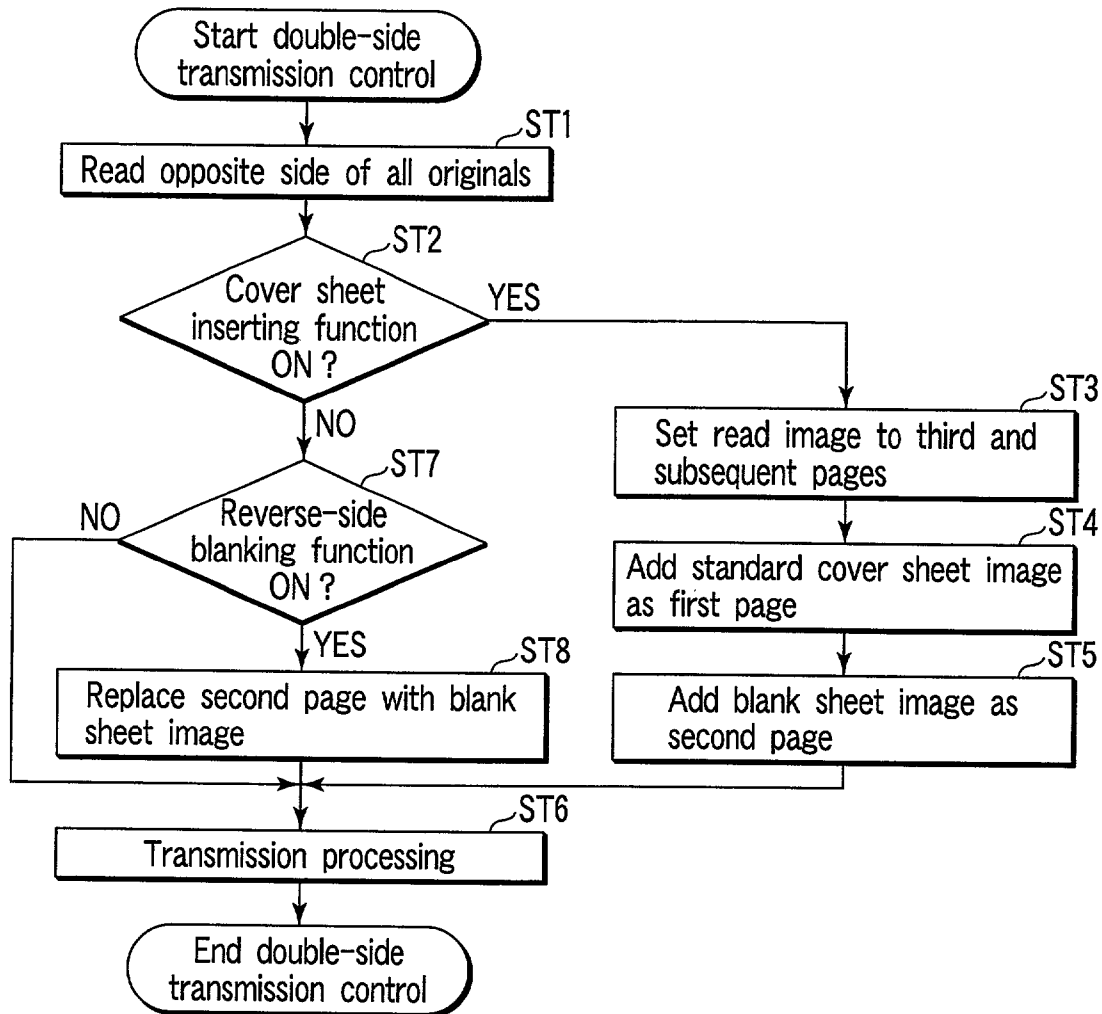 Start double-side
transmission control
ST1
Read opposite side of all originals
ST2
Cover sheet
inserting function
ON ?
YES
NO
ST3
Set read image to third and
subsequent pages
ST7
Reverse-side
blanking function
ON ?
NO
YES
ST4
Add standard cover sheet image
as first page
ST8
Replace second page with blank
sheet image
ST5
Add blank sheet image as
second page
ST6
Transmission processing
End double-side
transmission control